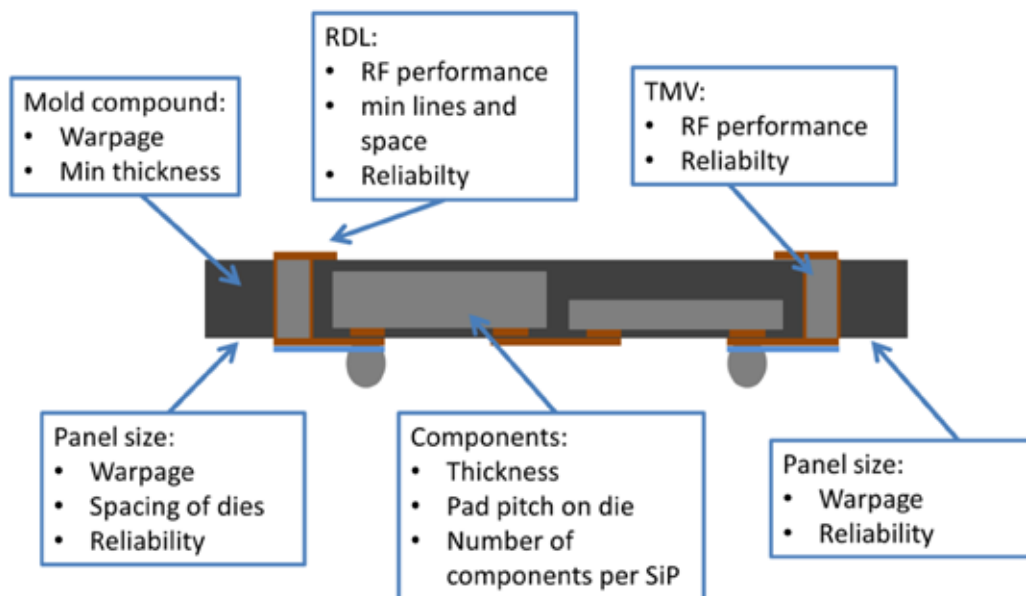 RDL:
• RF performance
• min lines and
space
• Reliabilty
Mold compound:
• Warpage
• Min thickness
TMV:
• RF performance
• Reliabilty
Panel size:
• Warpage
• Spacing of dies
• Reliability
Components:
• Thickness
• Pad pitch on die
• Number of
components per SiP
Panel size:
• Warpage
• Reliability